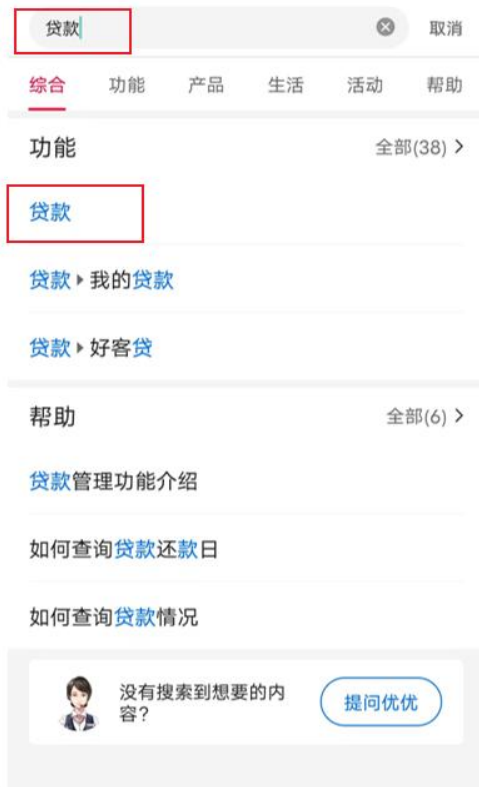 贷款 取消
综合 功能 产品 生活 活动 帮助
功能 全部(38)
贷款
贷款 我的贷款
贷款 好客贷
帮助 全部(6)
贷款管理功能介绍
如何查询贷款还款日
如何查询贷款情况
没有搜索到想要的内
容?
提问优优